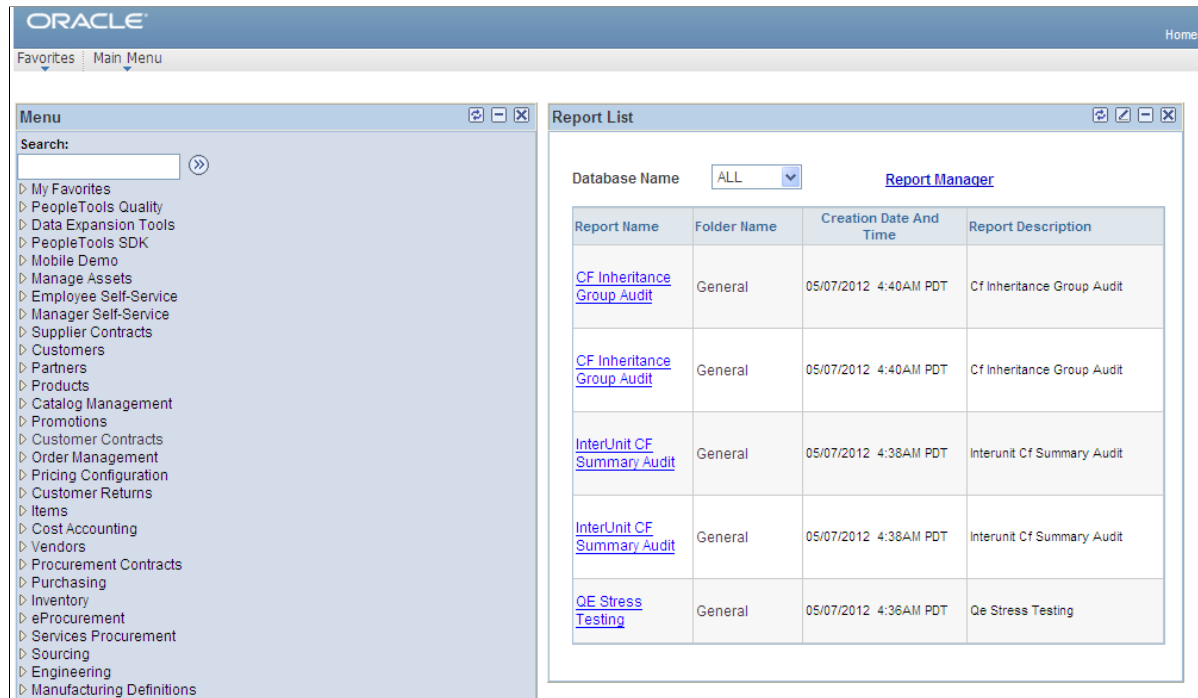 ORACLE
Home
Favorites
Main Menu
Menu
Search:
My Favorites
PeopleTools Quality
Data Expansion Tools
PeopleTools SDK
Mobile Demo
Manage Assets
Employee Self-Service
Manager Self-Service
Supplier Contracts
Customers
Partners
Products
Catalog Management
Promotions
Customer Contracts
Order Management
Pricing Configuration
Customer Returns
Items
Cost Accounting
Vendors
Procurement Contracts
Purchasing
Inventory
eProcurement
Services Procurement
Sourcing
Engineering
Manufacturing Definitions
Report List
Database Name ALL Report Manager
Report Name Folder Name Creation Date And Time Report Description
CF Inheritance Group Audit General 05/07/2012 4:40AM PDT Cf Inheritance Group Audit
CF Inheritance Group Audit General 05/07/2012 4:40AM PDT Cf Inheritance Group Audit
InterUnit CF Summary Audit General 05/07/2012 4:38AM PDT Interunit Cf Summary Audit
InterUnit CF Summary Audit General 05/07/2012 4:38AM PDT Interunit Cf Summary Audit
QE Stress Testing General 05/07/2012 4:36AM PDT Qe Stress Testing